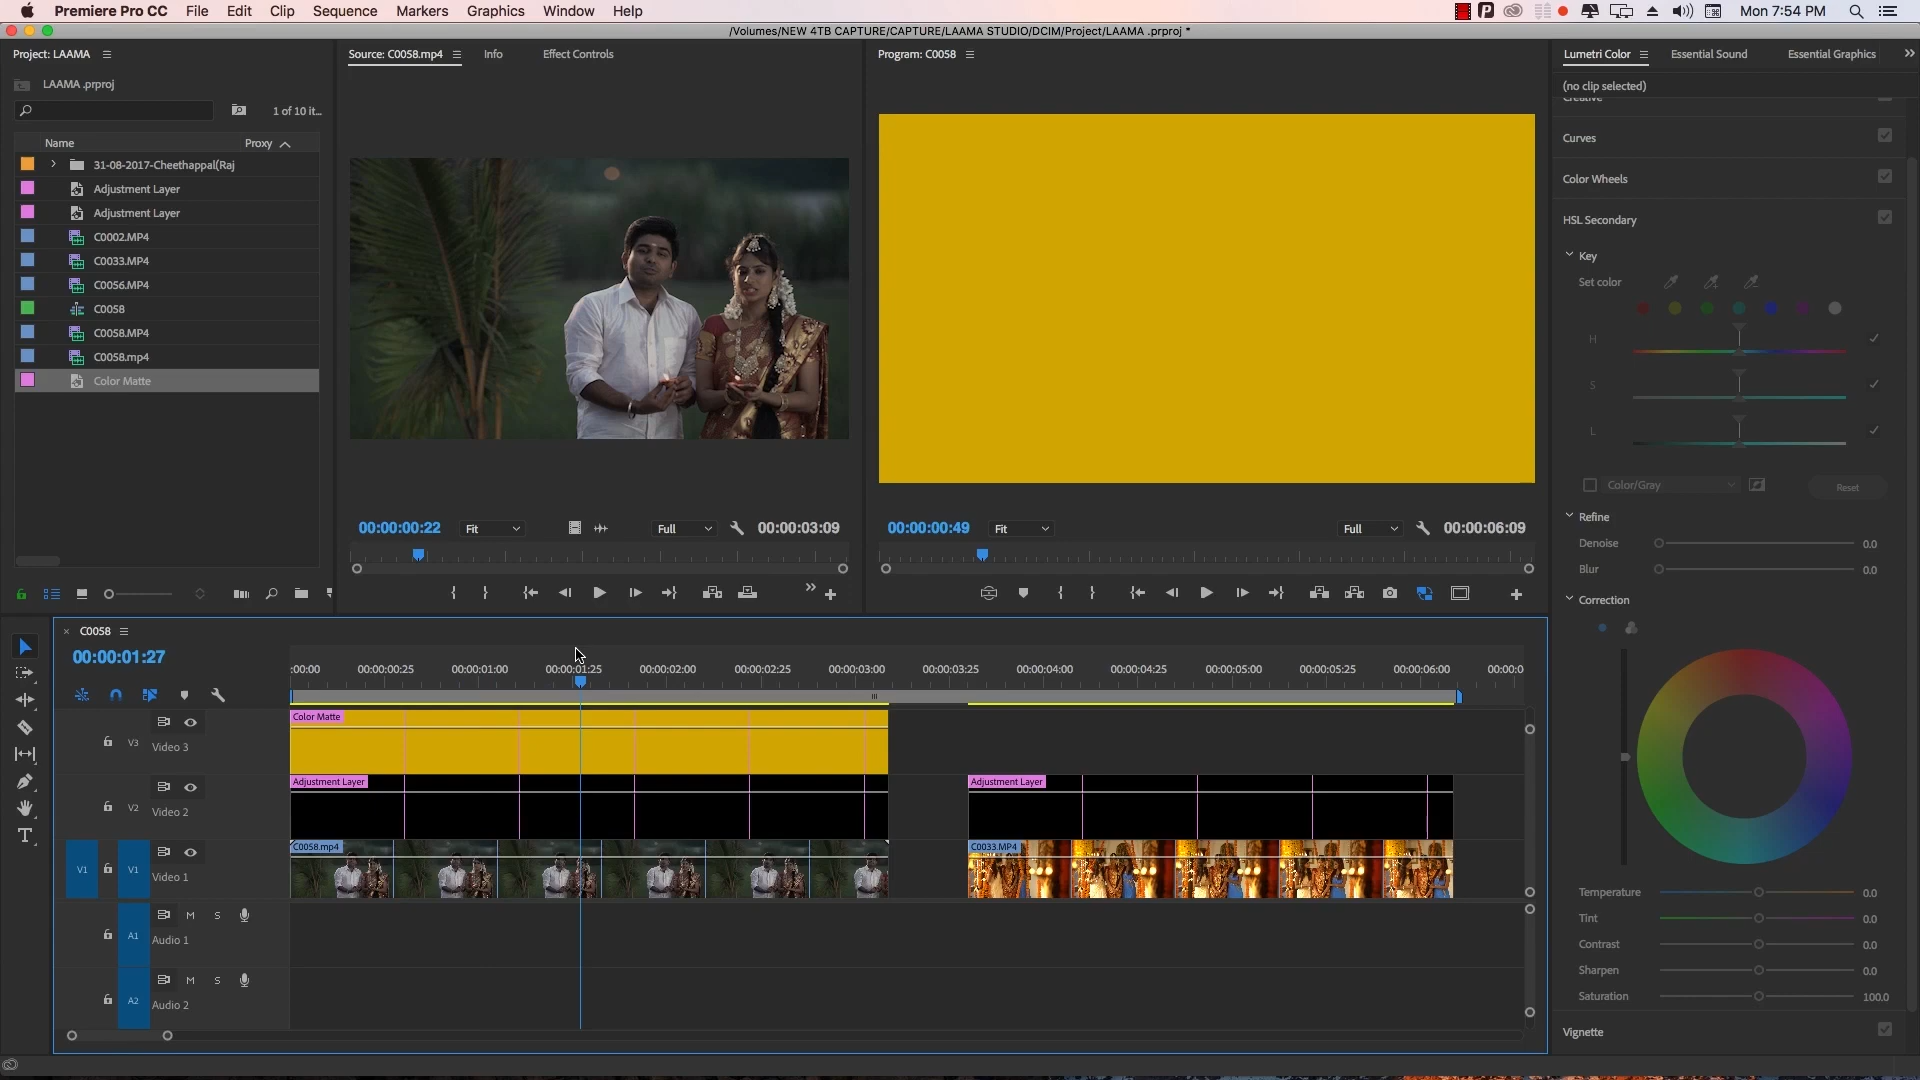 Premiere Pro CC File Edit Clip Sequence Markers Graphics Window Help Mon 7:54 PM
/Volumes/NEW 4TB CAPTURE/CAPTURE/LAAMA STUDIO/DCIM/Project/LAAMA .prproj *
Project: LAAMA
LAAMA .prproj
1 of 10 it...
Name Proxy
31-08-2017-Cheethappal(Raj
Adjustment Layer
Adjustment Layer
C0002.MP4
C0033.MP4
C0056.MP4
C0058
C0058.MP4
C0058.mp4
Color Matte
Source: C0058.mp4 Info Effect Controls
00:00:00:22 Fit Full 00:00:03:09
Program: C0058
00:00:00:49 Fit Full 00:00:06:09
Lumetri Color Essential Sound Essential Graphics
(no clip selected)
Creative
Curves
Color Wheels
HSL Secondary
Key
Set color
H
S
L
Color/Gray Reset
Refine
Denoise 0.0
Blur 0.0
Correction
Temperature 0.0
Tint 0.0
Contrast 0.0
Sharpen 0.0
Saturation 100.0
Vignette
× C0058
00:00:01:27
:00:00 00:00:00:25 00:00:01:00 00:00:01:25 00:00:02:00 00:00:02:25 00:00:03:00 00:00:03:25 00:00:04:00 00:00:04:25 00:00:05:00 00:00:05:25 00:00:06:00 00:00:0
Color Matte
V3 Video 3
Adjustment Layer Adjustment Layer
V2 Video 2
C0058.mp4 C0033.MP4
V1 V1 Video 1
M S
A1 Audio 1
M S
A2 Audio 2